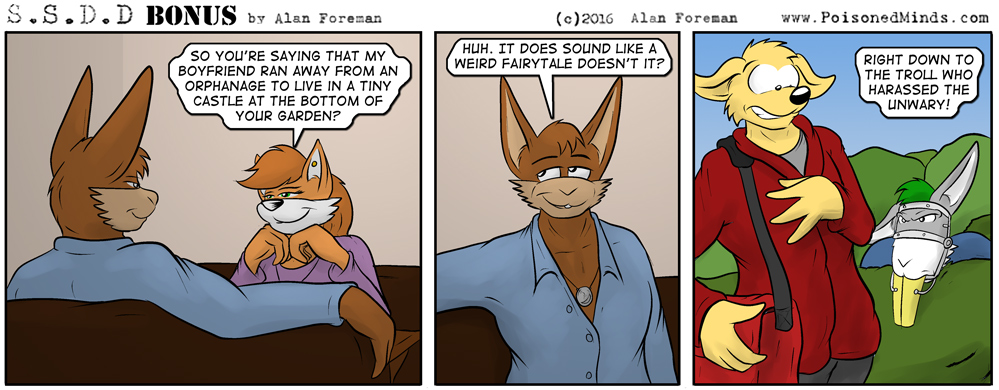 S.S.D.D BONUS by Alan Foreman (c)2016 Alan Foreman www.PoisonedMinds.com
SO YOU'RE SAYING THAT MY
BOYFRIEND RAN AWAY FROM AN
ORPHANAGE TO LIVE IN A TINY
CASTLE AT THE BOTTOM OF
YOUR GARDEN?
HUH. IT DOES SOUND LIKE A
WEIRD FAIRYTALE DOESN'T IT?
RIGHT DOWN TO
THE TROLL WHO
HARASSED THE
UNWARY!